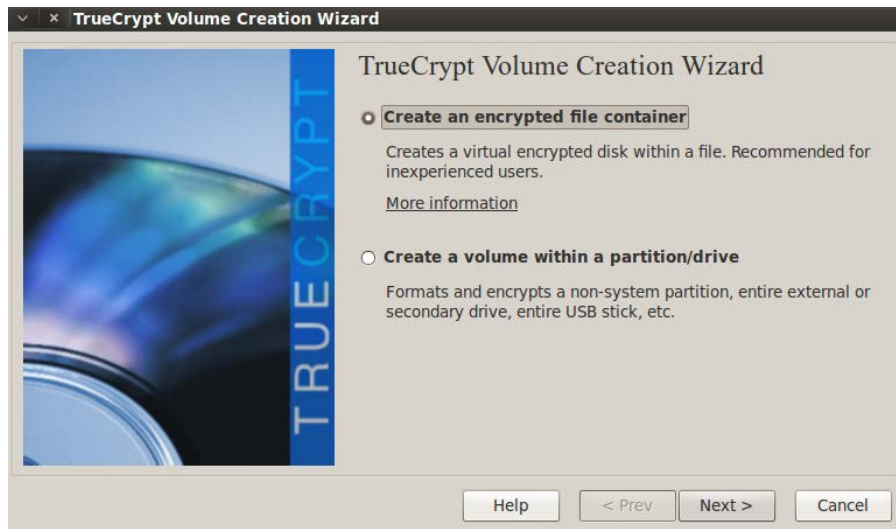 TrueCrypt Volume Creation Wizard
TrueCrypt Volume Creation Wizard
Create an encrypted file container
Creates a virtual encrypted disk within a file. Recommended for
inexperienced users.
More information
Create a volume within a partition/drive
Formats and encrypts a non-system partition, entire external or
secondary drive, entire USB stick, etc.
TRUECRYPT
Help
< Prev
Next >
Cancel